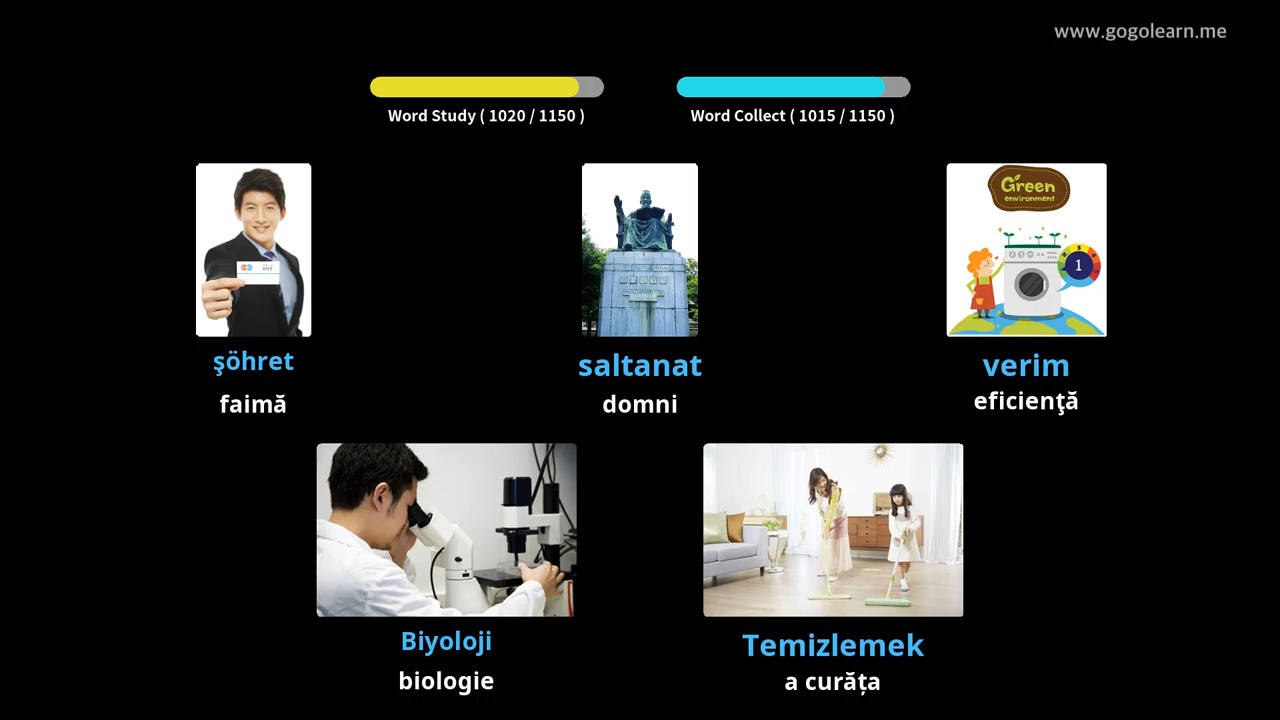 www.gogolearn.me
Word Study ( 1020 / 1150 )
Word Collect ( 1015 / 1150 )
Green
environment
1
şöhret
saltanat
verim
faimă
domni
eficienţă
Biyoloji
Temizlemek
biologie
a curăța